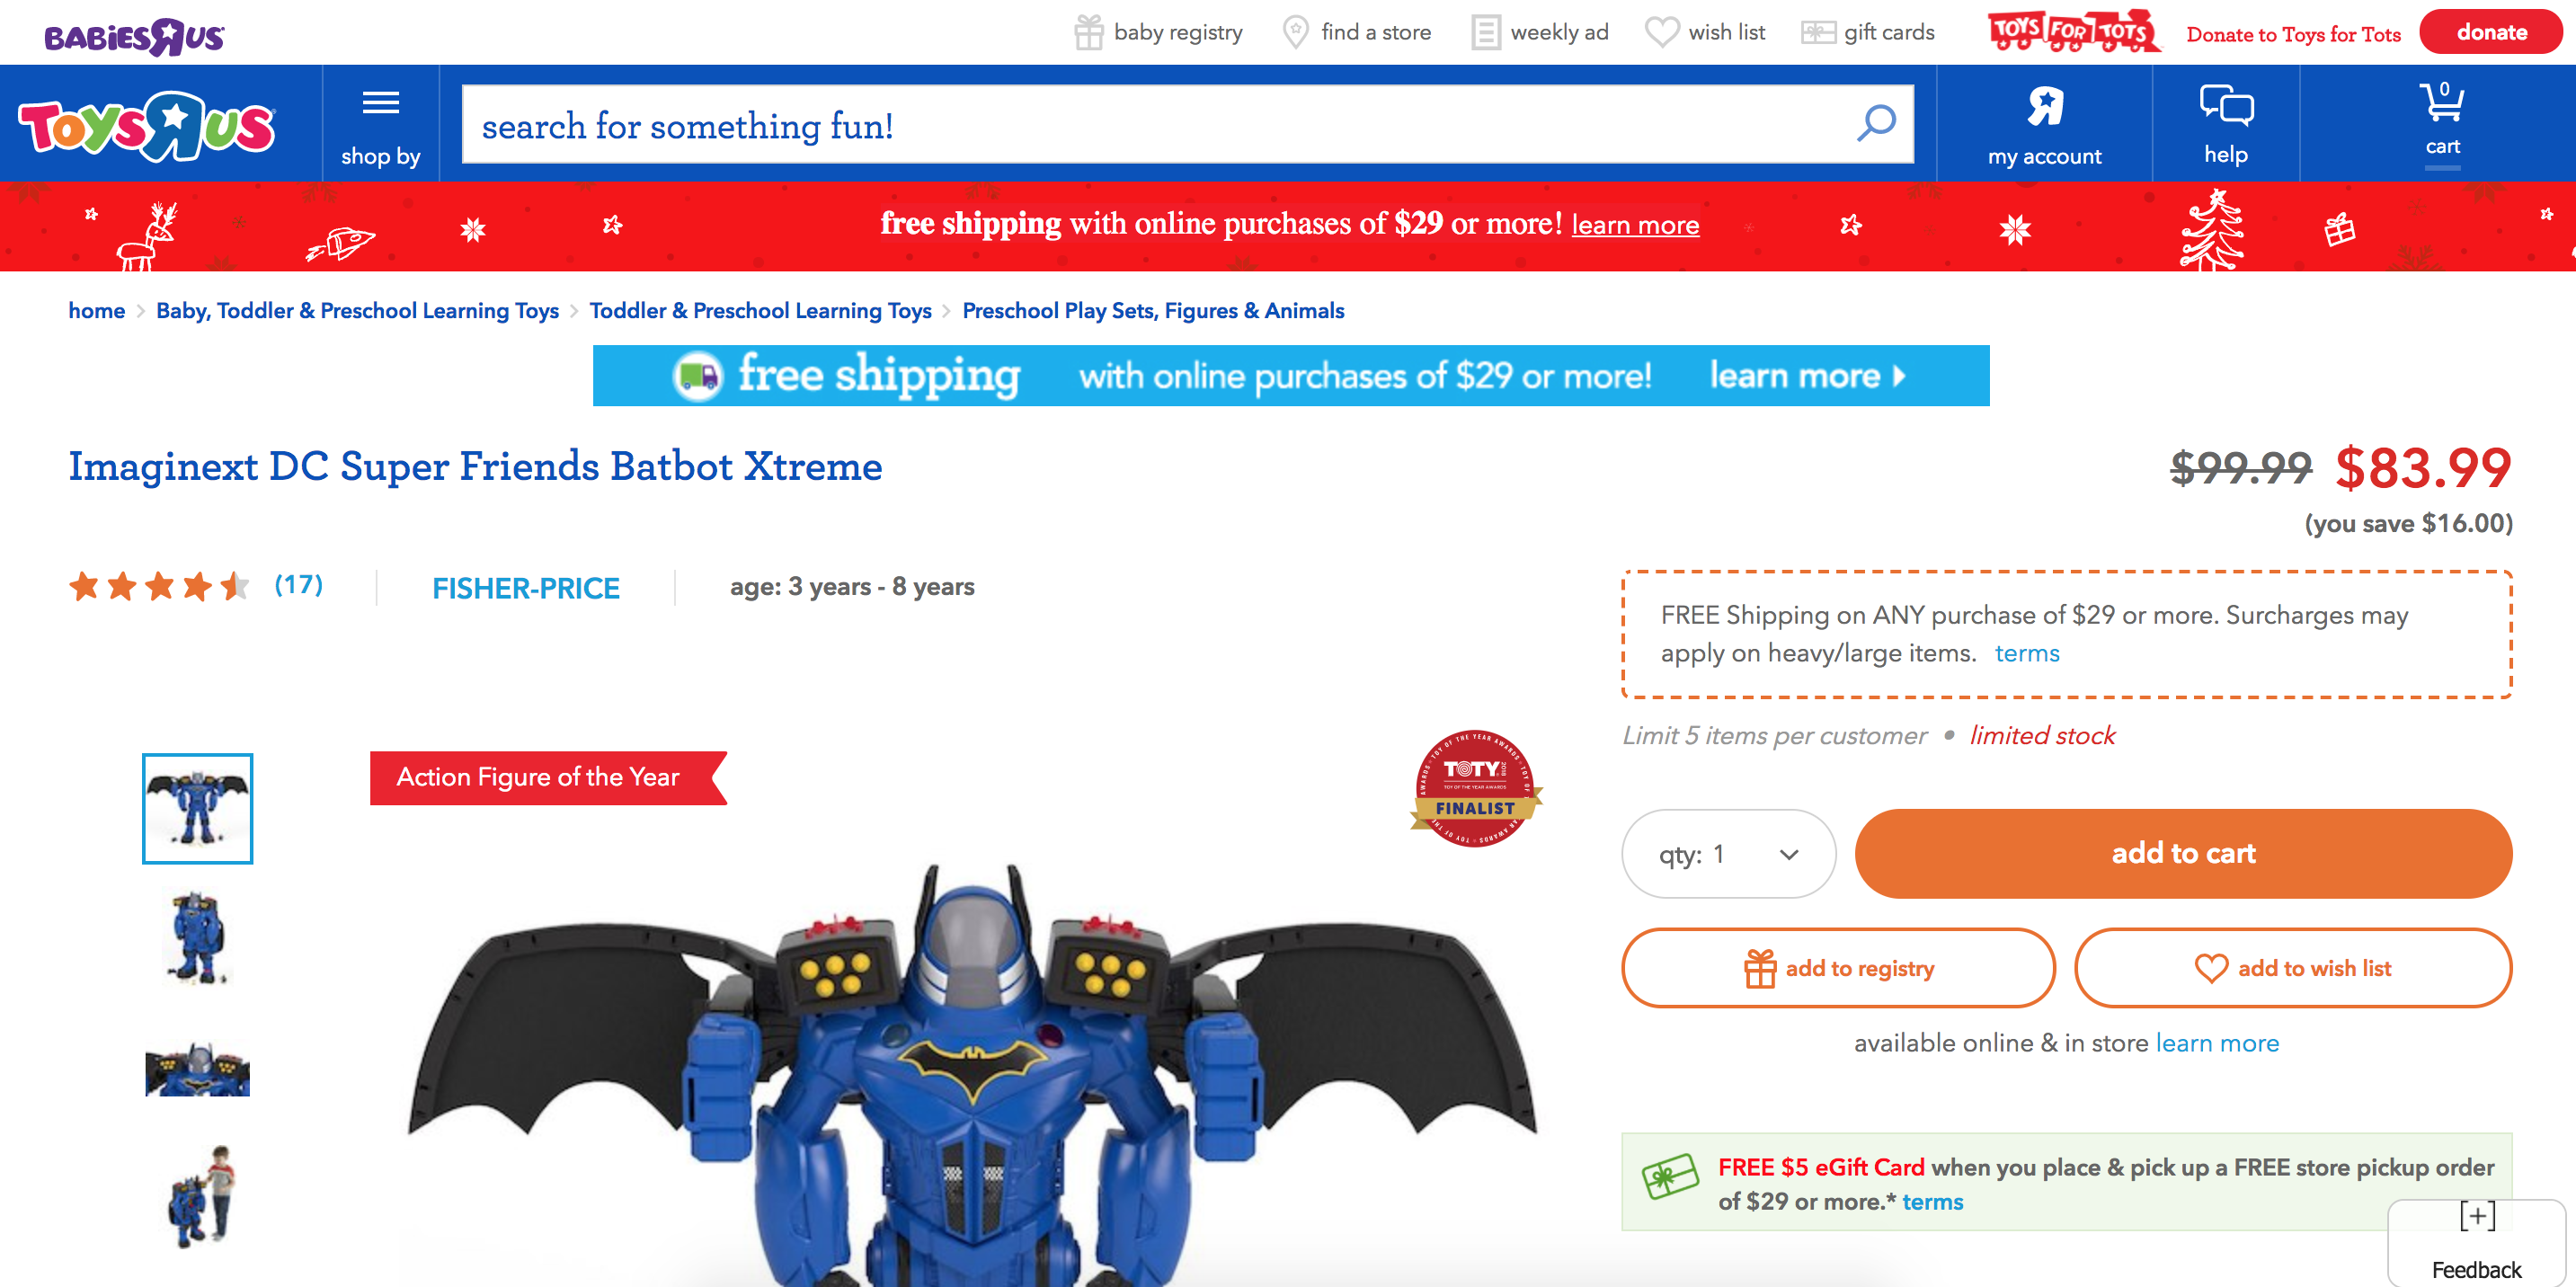 BABiESRUS
baby registry
find a store
weekly ad
wish list
gift cards
TOYS FOR TOTS
Donate to Toys for Tots
donate
ToysRus
shop by
search for something fun!
my account
help
0
cart
free shipping with online purchases of $29 or more! learn more
home > Baby, Toddler & Preschool Learning Toys > Toddler & Preschool Learning Toys > Preschool Play Sets, Figures & Animals
free shipping with online purchases of $29 or more! learn more
Imaginext DC Super Friends Batbot Xtreme
$99.99 $83.99
(you save $16.00)
(17)
FISHER-PRICE
age: 3 years - 8 years
FREE Shipping on ANY purchase of $29 or more. Surcharges may
apply on heavy/large items. terms
Limit 5 items per customer • limited stock
Action Figure of the Year
TOTY
TOY OF THE YEAR AWARDS
FINALIST
qty: 1
add to cart
add to registry
add to wish list
available online & in store learn more
FREE $5 eGift Card when you place & pick up a FREE store pickup order
of $29 or more.* terms
[+]
Feedback